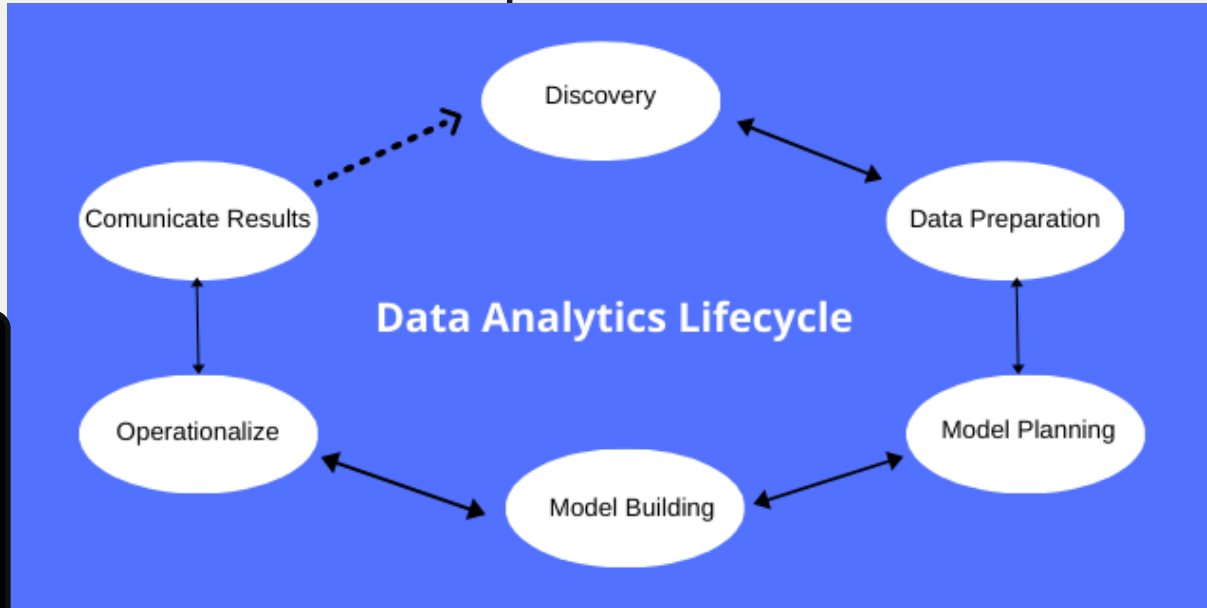 Discovery
Comunicate Results
Data Preparation
Data Analytics Lifecycle
Operationalize
Model Planning
Model Building